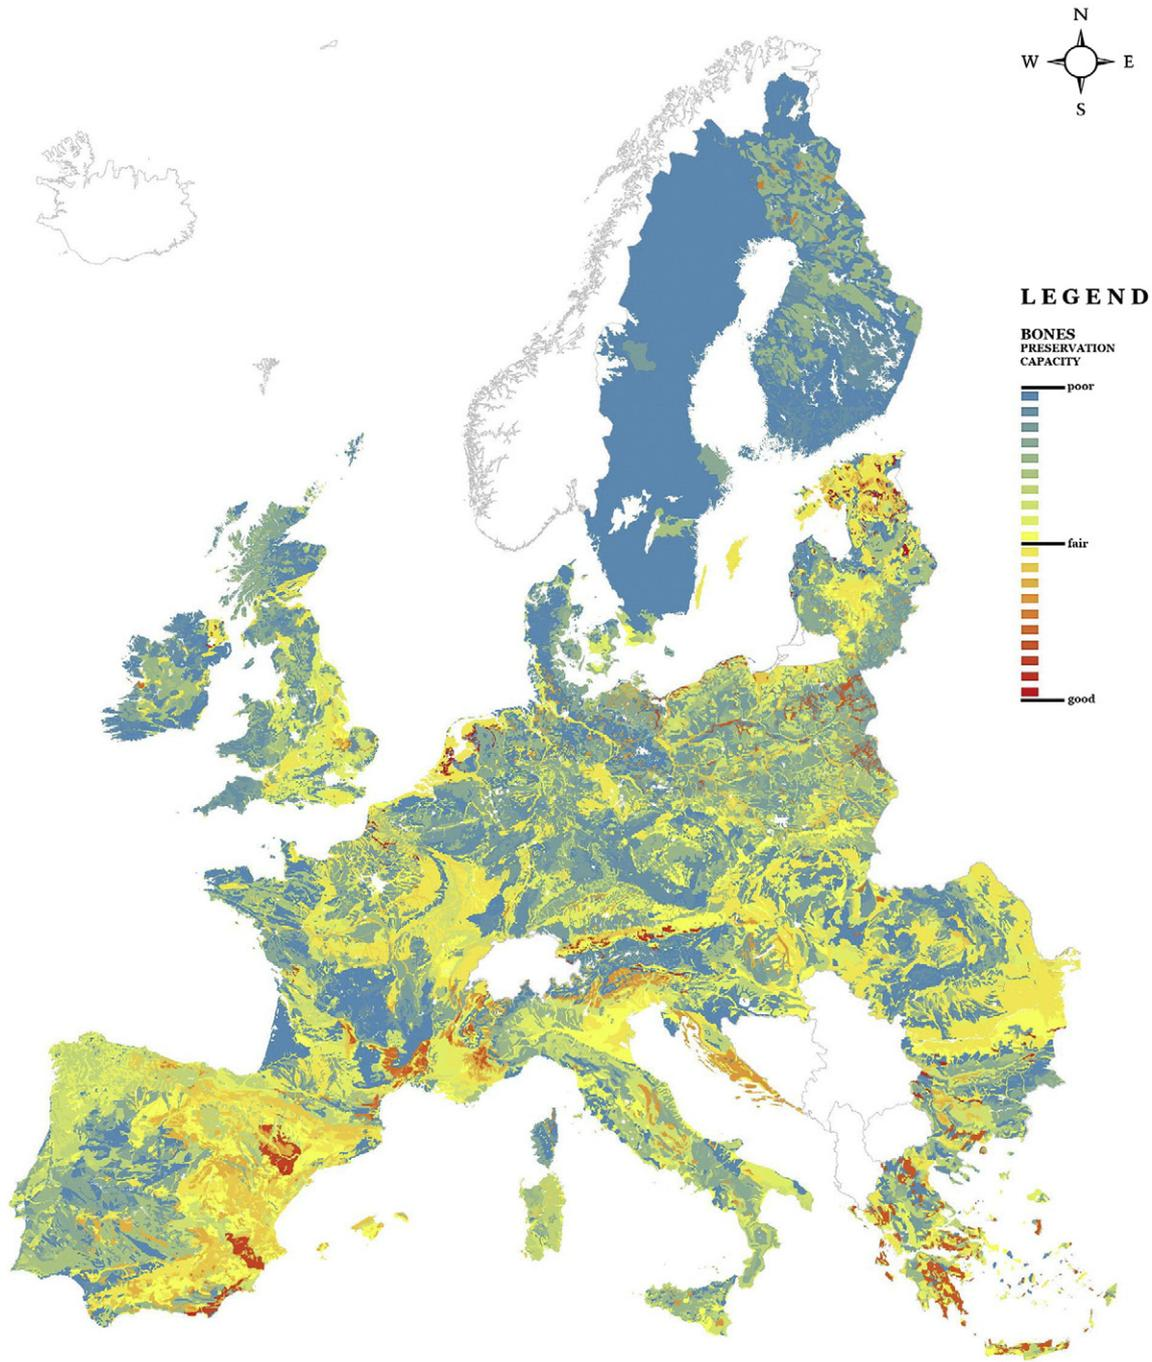 N
W E
S
LEGEND
BONES
PRESERVATION
CAPACITY
poor
fair
good